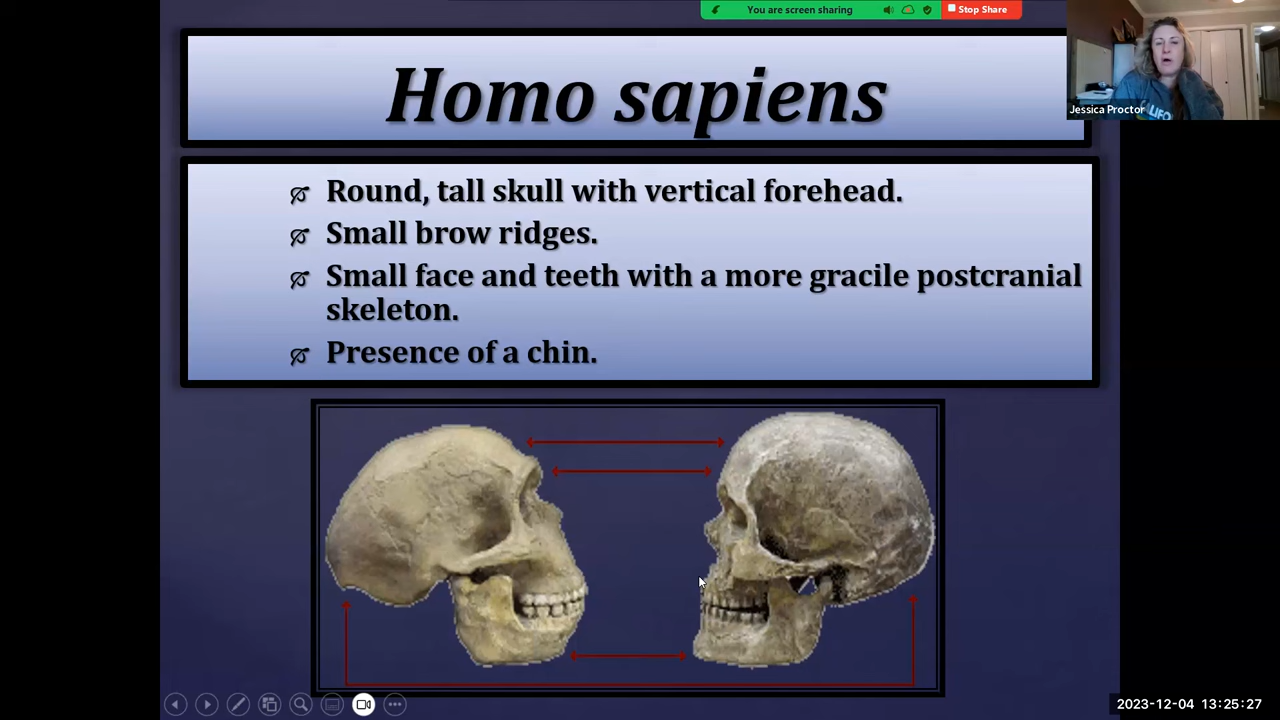 You are screen sharing
Stop Share
Homo sapiens
Jessica Proctor
LIFG
Round, tall skull with vertical forehead.
Small brow ridges.
Small face and teeth with a more gracile postcranial
skeleton.
Presence of a chin.
2023-12-04 13:25:27